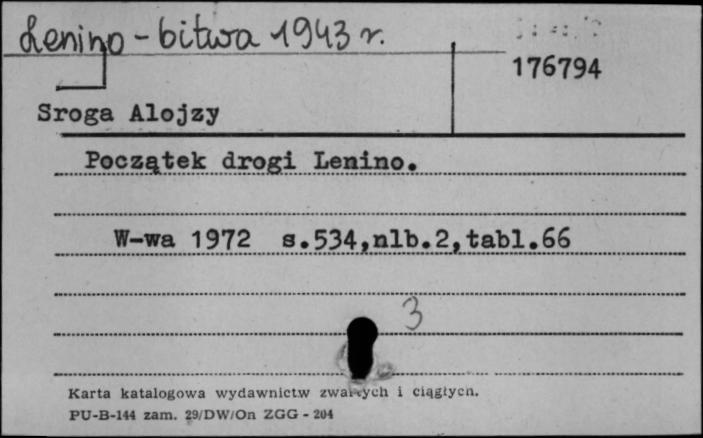 Lenino - bitwa 1943 r.
176794
Sroga Alojzy
Początek drogi Lenino.
W-wa 1972 s.534,nlb.2,tabl.66
3
Karta katalogowa wydawnictw zwartych i ciągłych.
PU-B-144 zam. 29/DW/On ZGG - 204